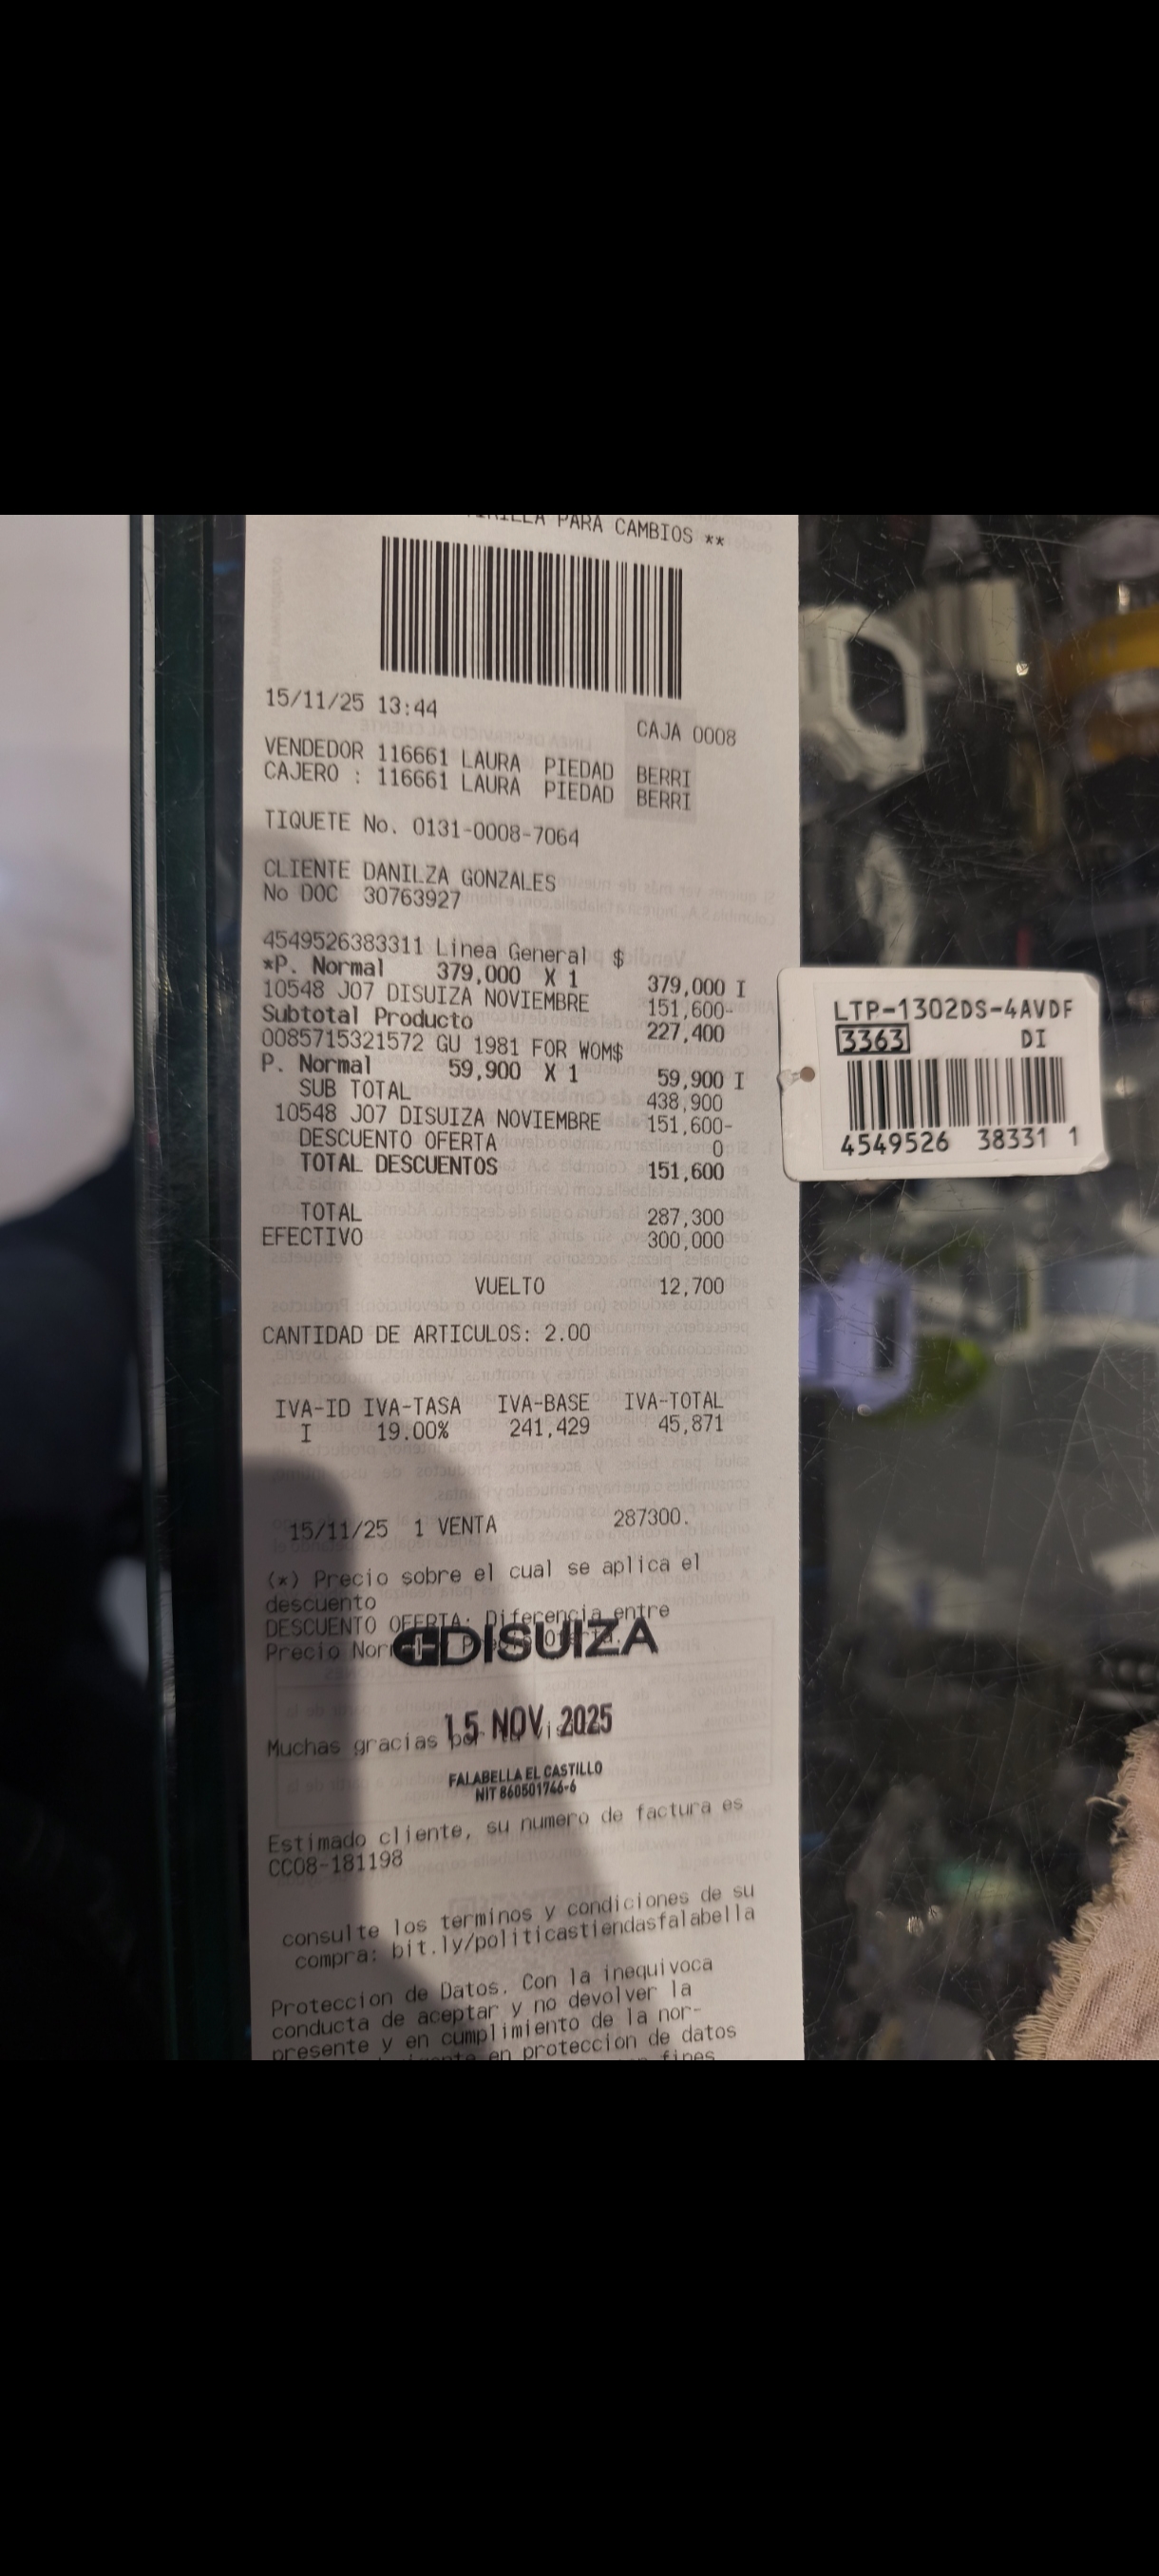 PARA CAMBIOS **
15/11/25 13:44
CAJA 0008
VENDEDOR 116661 LAURA PIEDAD BERRI
CAJERO : 116661 LAURA PIEDAD BERRI
TIQUETE No. 0131-0008-7064
CLIENTE DANILZA GONZALES
No DOC 30763927
4549526383311 Linea General $
*P. Normal 379,000 X 1 379,000 I
10548 J07 DISUIZA NOVIEMBRE 151,600-
Subtotal Producto 227,400
0085715321572 GU 1981 FOR WOM$
P. Normal 59,900 X 1 59,900 I
SUB TOTAL 438,900
10548 J07 DISUIZA NOVIEMBRE 151,600-
DESCUENTO OFERTA 0
TOTAL DESCUENTOS 151,600
TOTAL 287,300
EFECTIVO 300,000
VUELTO 12,700
CANTIDAD DE ARTICULOS: 2.00
IVA-ID IVA-TASA IVA-BASE IVA-TOTAL
I 19.00% 241,429 45,871
15/11/25 1 VENTA 287300.
(*) Precio sobre el cual se aplica el
descuento
DESCUENTO OFERTA: Diferencia entre
Precio
DISUIZA
15 NOV. 2025
Muchas gracias
FALABELLA EL CASTILLO
NIT 860501746-6
Estimado cliente, su numero de factura es
CC08-181198
consulte los terminos y condiciones de su
compra: bit.ly/politicastiendasfalabella
Proteccion de Datos. Con la inequivoca
conducta de aceptar y no devolver la
presente y en cumplimiento de la nor-
en proteccion de datos
fines
LTP-1302DS-4AVDF
3363 DI
4549526 38331 1